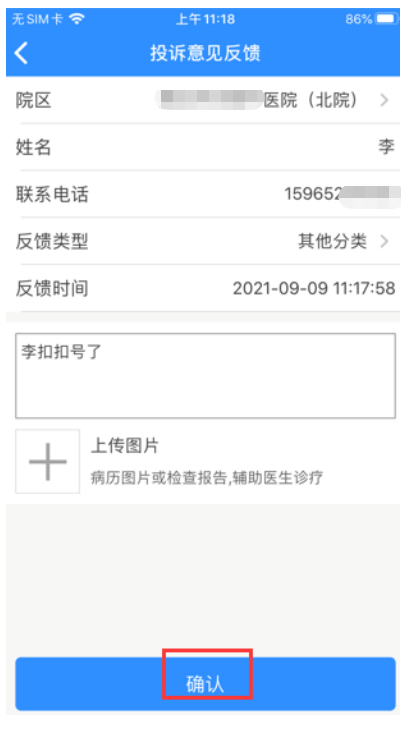 无SIM卡 上午11:18 86%
投诉意见反馈
院区 医院（北院）
姓名 李
联系电话 159652
反馈类型 其他分类
反馈时间 2021-09-09 11:17:58
李扣扣号了
上传图片
病历图片或检查报告,辅助医生诊疗
确认